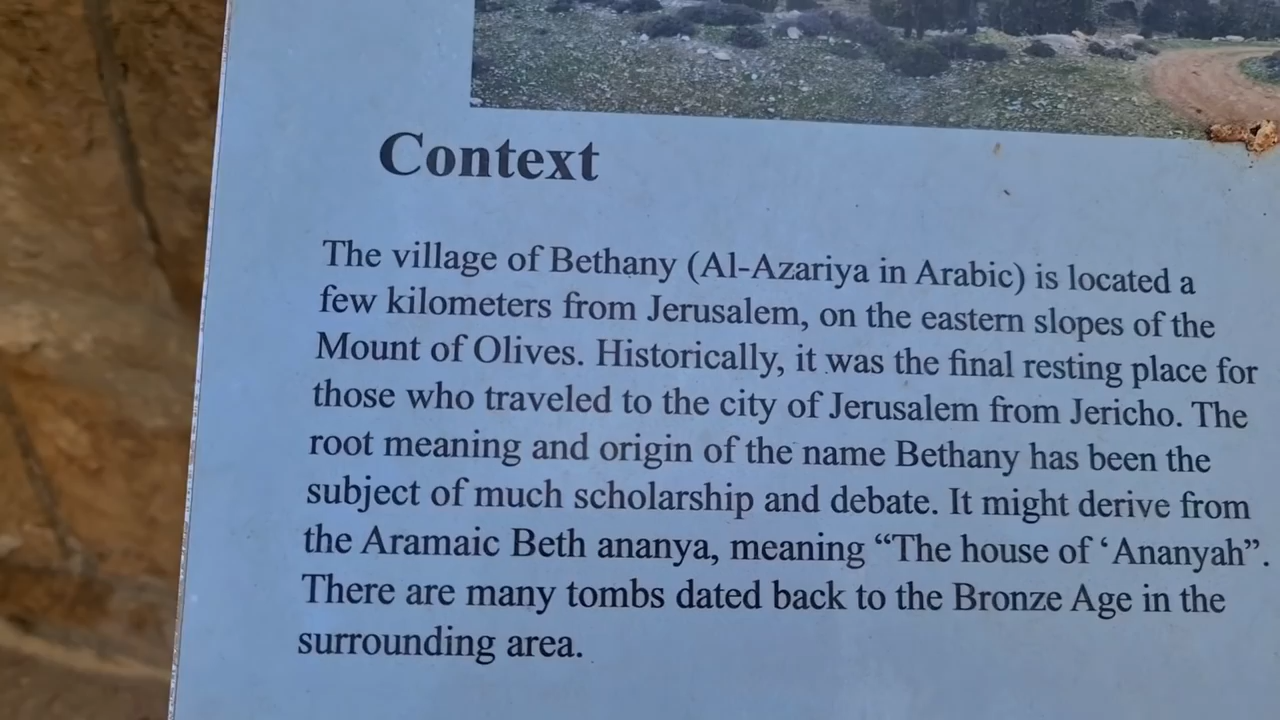 Context
The village of Bethany (Al-Azariya in Arabic) is located a
few kilometers from Jerusalem, on the eastern slopes of the
Mount of Olives. Historically, it was the final resting place for
those who traveled to the city of Jerusalem from Jericho. The
root meaning and origin of the name Bethany has been the
subject of much scholarship and debate. It might derive from
the Aramaic Beth ananya, meaning “The house of ‘Ananyah”.
There are many tombs dated back to the Bronze Age in the
surrounding area.